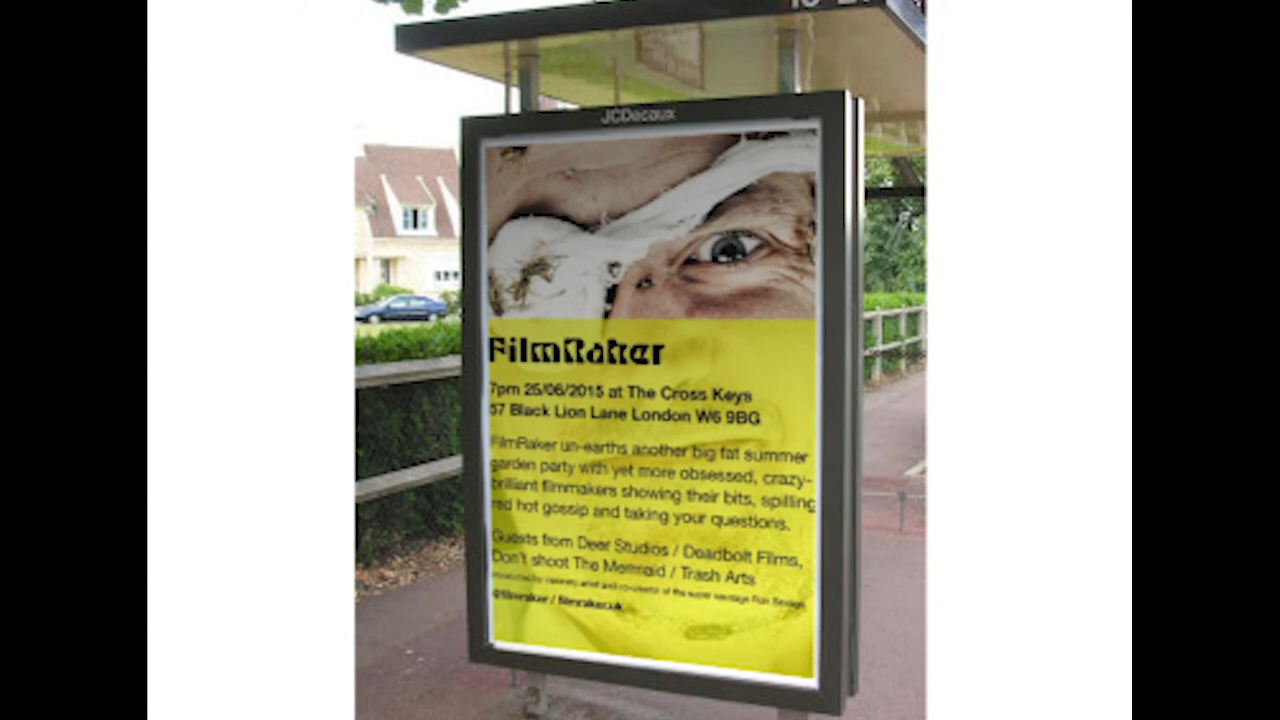 JCDecaux
FilmRaker
7pm 25/06/2015 at The Cross Keys
57 Black Lion Lane London W6 9BG
FilmRaker un-earths another big fat summer
garden party with yet more obsessed, crazy-
brilliant filmmakers showing their bits, spilling
red hot gossip and taking your questions.
Guests from Deer Studios / Deadbolt Films,
Don't shoot The Mermaid / Trash Arts
@filmraker / filmraker.uk